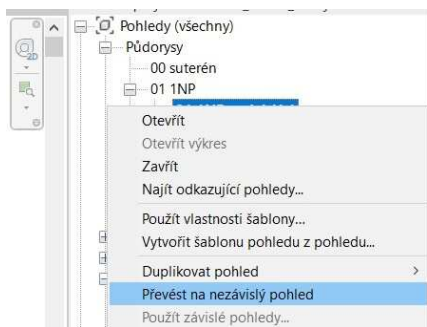 Pohledy (všechny)
Půdorysy
00 suterén
01 1NP
2D
Otevřít
Otevřít výkres
Zavřít
Najít odkazující pohledy...
Použít vlastnosti šablony...
Vytvořit šablonu pohledu z pohledu...
Duplikovat pohled
Převést na nezávislý pohled
Použít závislé pohledy...